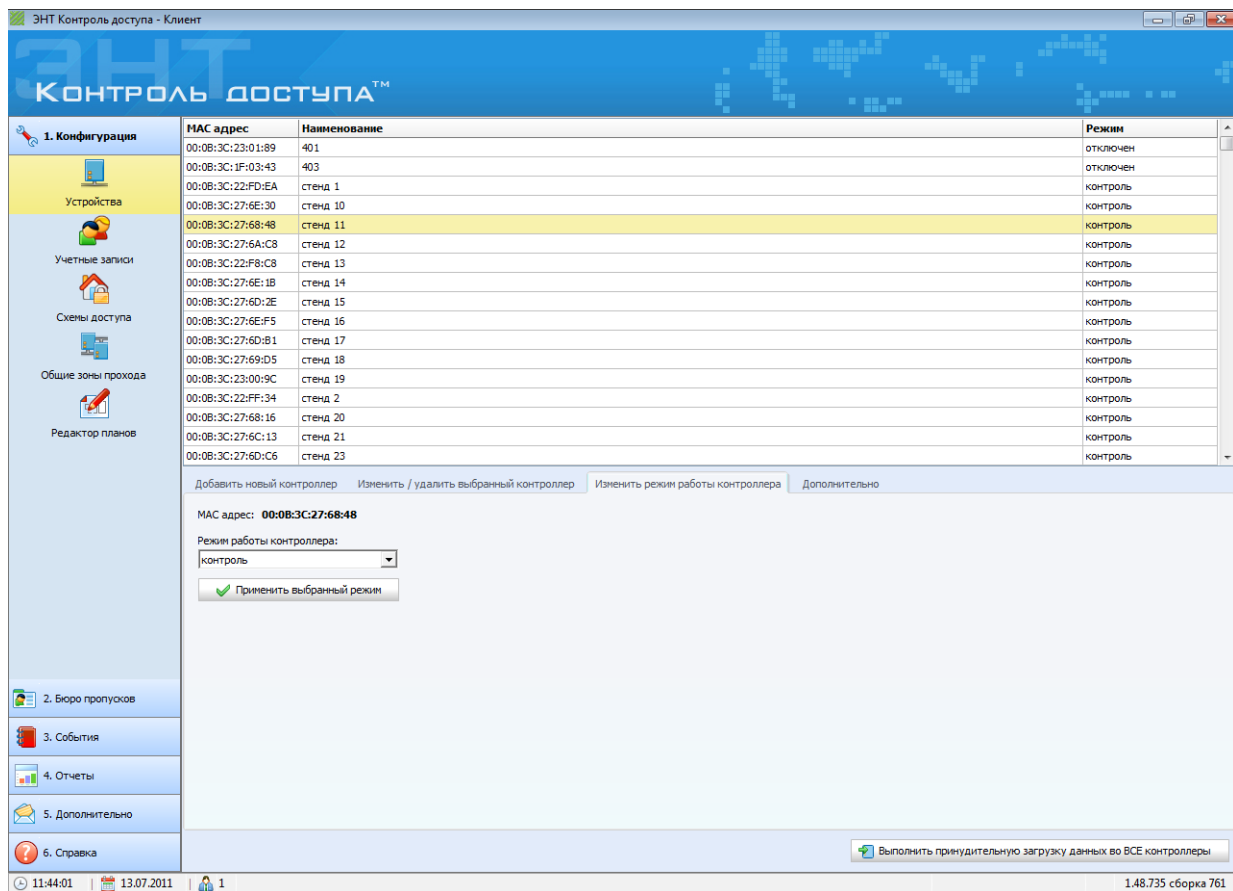 ЭНТ Контроль доступа - Клиент
ЭНТ
КОНТРОЛЬ ДОСТУПА™
1. Конфигурация
Устройства
Учетные записи
Схемы доступа
Общие зоны прохода
Редактор планов
2. Бюро пропусков
3. События
4. Отчеты
5. Дополнительно
6. Справка
MAC адрес Наименование Режим
00:0B:3C:23:01:89 401 отключен
00:0B:3C:1F:03:43 403 отключен
00:0B:3C:22:FD:EA стенд 1 контроль
00:0B:3C:27:6E:30 стенд 10 контроль
00:0B:3C:27:68:48 стенд 11 контроль
00:0B:3C:27:6A:C8 стенд 12 контроль
00:0B:3C:22:F8:C8 стенд 13 контроль
00:0B:3C:27:6E:1B стенд 14 контроль
00:0B:3C:27:6D:2E стенд 15 контроль
00:0B:3C:27:6E:F5 стенд 16 контроль
00:0B:3C:27:6D:B1 стенд 17 контроль
00:0B:3C:27:69:D5 стенд 18 контроль
00:0B:3C:23:00:9C стенд 19 контроль
00:0B:3C:22:FF:34 стенд 2 контроль
00:0B:3C:27:68:16 стенд 20 контроль
00:0B:3C:27:6C:13 стенд 21 контроль
00:0B:3C:27:6D:C6 стенд 23 контроль
Добавить новый контроллер Изменить / удалить выбранный контроллер Изменить режим работы контроллера Дополнительно
MAC адрес: 00:0B:3C:27:68:48
Режим работы контроллера:
контроль
Применить выбранный режим
Выполнить принудительную загрузку данных во ВСЕ контроллеры
11:44:01 13.07.2011 1 1.48.735 сборка 761